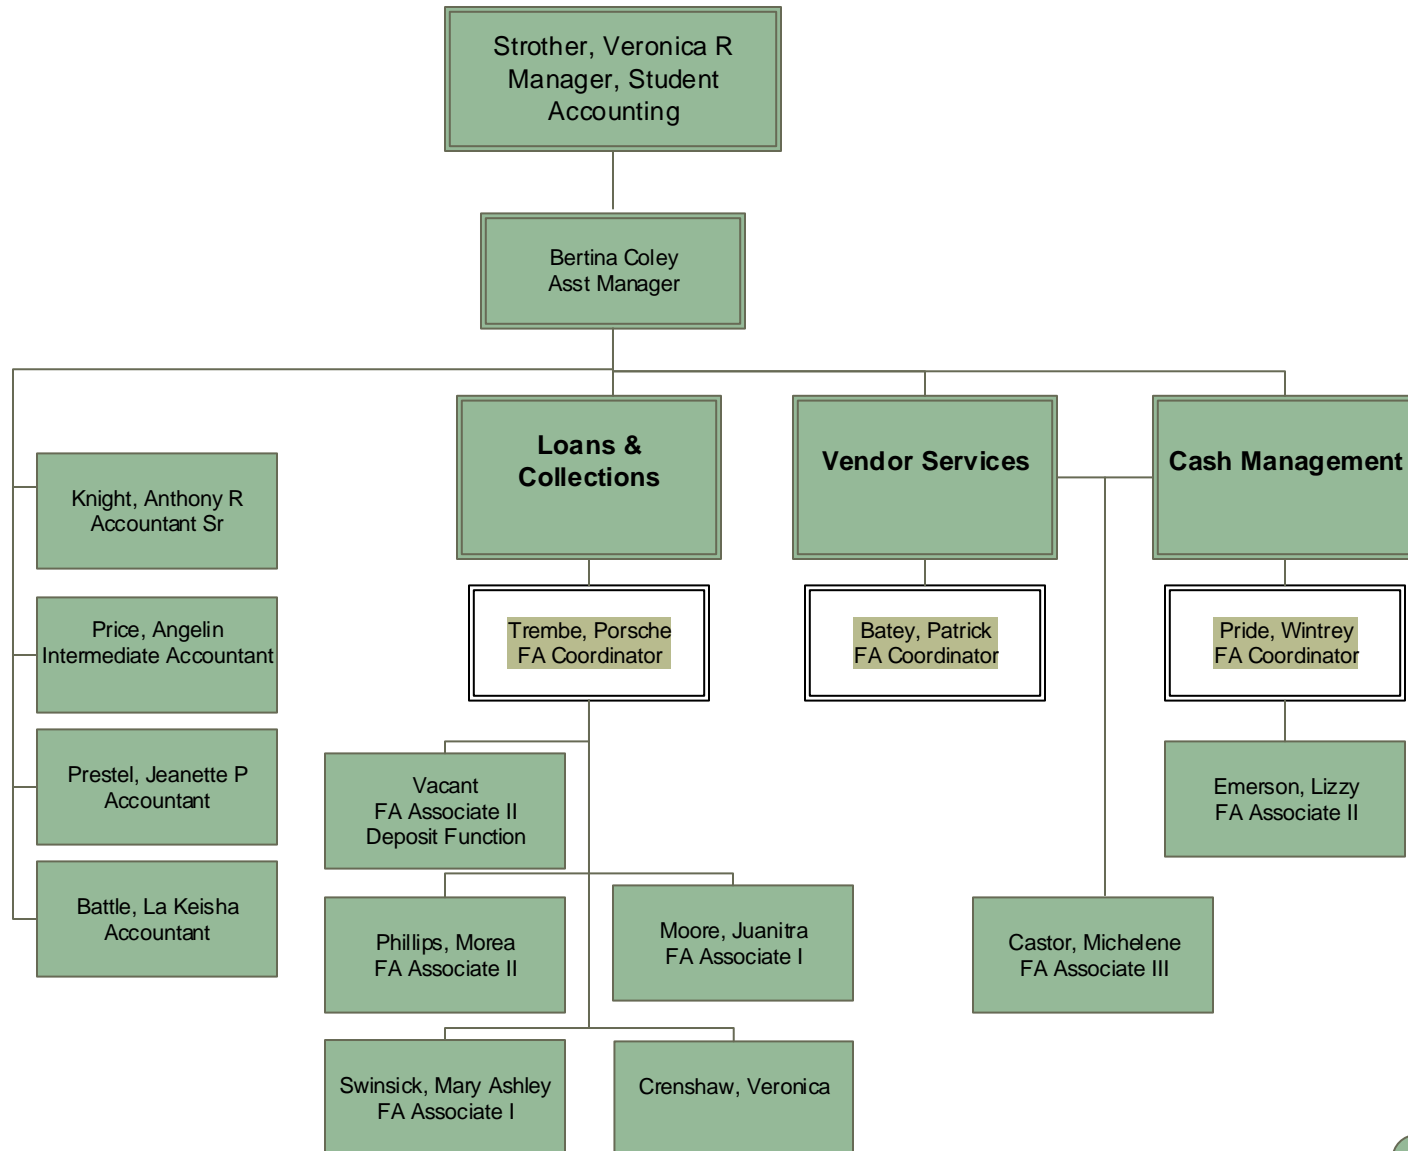 Strother, Veronica R
Manager, Student
Accounting
Bertina Coley
Asst Manager
Loans &
Collections
Vendor Services
Cash Management
Knight, Anthony R
Accountant Sr
Price, Angelin
Intermediate Accountant
Prestel, Jeanette P
Accountant
Battle, La Keisha
Accountant
Trembe, Porsche
FA Coordinator
Batey, Patrick
FA Coordinator
Pride, Wintrey
FA Coordinator
Vacant
FA Associate II
Deposit Function
Emerson, Lizzy
FA Associate II
Phillips, Morea
FA Associate II
Moore, Juanitra
FA Associate I
Castor, Michelene
FA Associate III
Swinsick, Mary Ashley
FA Associate I
Crenshaw, Veronica